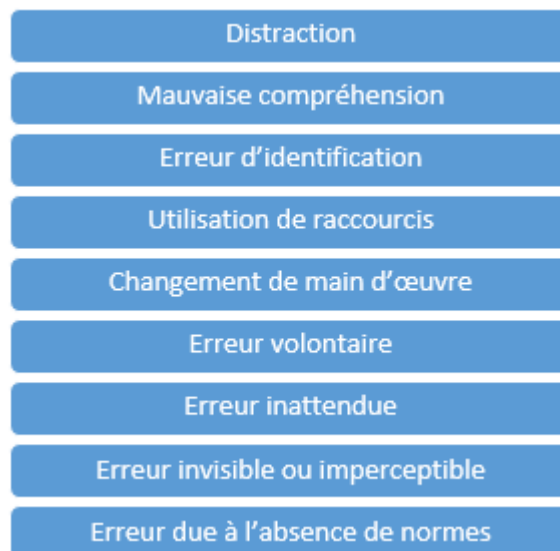 Distraction
Mauvaise compréhension
Erreur d’identification
Utilisation de raccourcis
Changement de main d’œuvre
Erreur volontaire
Erreur inattendue
Erreur invisible ou imperceptible
Erreur due à l’absence de normes